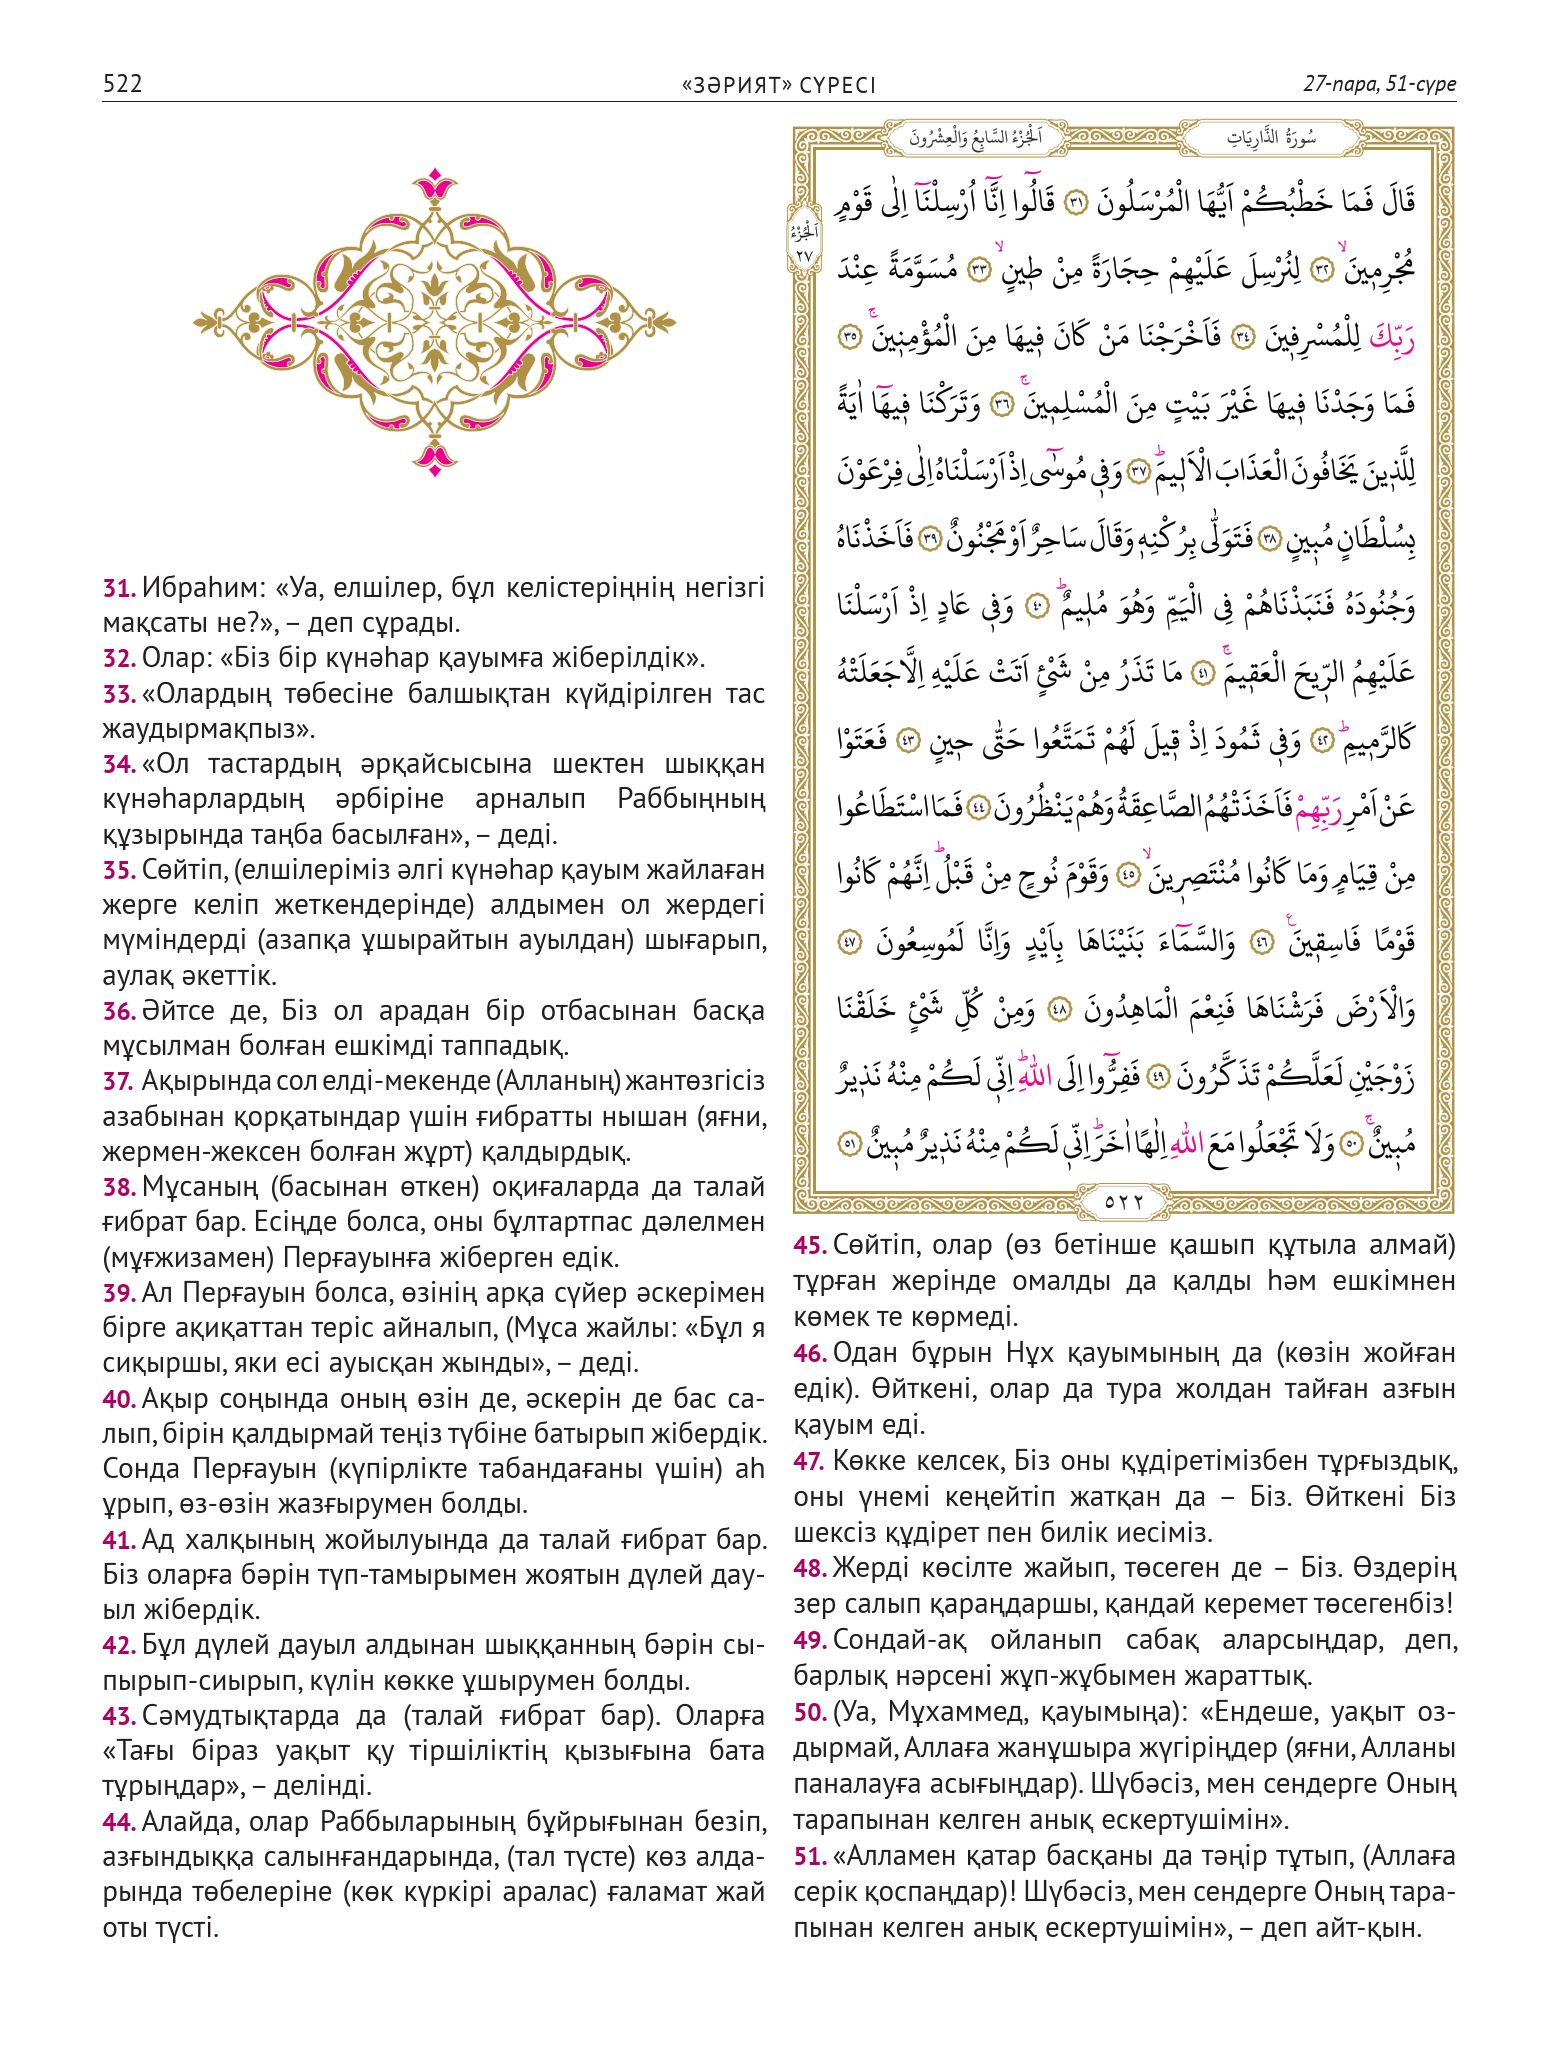 522
«ЗӘРИЯТ» СҮРЕСІ
27-пара, 51-сүре
31. Ибраһим: «Уа, елшілер, бұл келістеріңнің негізгі
мақсаты не?», – деп сұрады.
32. Олар: «Біз бір күнәһар қауымға жіберілдік».
33. «Олардың төбесіне балшықтан күйдірілген тас
жаудырмақпыз».
34. «Ол тастардың әрқайсысына шектен шыққан
күнәһарлардың әрбіріне арналып Раббыңның
құзырында таңба басылған», – деді.
35. Сөйтіп, (елшілеріміз әлгі күнәһар қауым жайлаған
жерге келіп жеткендерінде) алдымен ол жердегі
мүміндерді (азапқа ұшырайтын ауылдан) шығарып,
аулақ әкеттік.
36. Әйтсе де, Біз ол арадан бір отбасынан басқа
мұсылман болған ешкімді таппадық.
37. Ақырында сол елді-мекенде (Алланың) жантөзгісіз
азабынан қорқатындар үшін ғибратты нышан (яғни,
жермен-жексен болған жұрт) қалдырдық.
38. Мұсаның (басынан өткен) оқиғаларда да талай
ғибрат бар. Есіңде болса, оны бұлтартпас дәлелмен
(мұғжизамен) Перғауынға жіберген едік.
39. Ал Перғауын болса, өзінің арқа сүйер әскерімен
бірге ақиқаттан теріс айналып, (Мұса жайлы: «Бұл я
сиқыршы, яки есі ауысқан жынды», – деді.
40. Ақыр соңында оның өзін де, әскерін де бас са-
лып, бірін қалдырмай теңіз түбіне батырып жібердік.
Сонда Перғауын (күпірлікте табандағаны үшін) аһ
ұрып, өз-өзін жазғырумен болды.
41. Ад халқының жойылуында да талай ғибрат бар.
Біз оларға бәрін түп-тамырымен жоятын дүлей дау-
ыл жібердік.
42. Бұл дүлей дауыл алдынан шыққанның бәрін сы-
пырып-сиырып, күлін көкке ұшырумен болды.
43. Сәмудтықтарда да (талай ғибрат бар). Оларға
«Тағы біраз уақыт қу тіршіліктің қызығына бата
тұрыңдар», – делінді.
44. Алайда, олар Раббыларының бұйрығынан безіп,
азғындыққа салынғандарында, (тал түсте) көз алда-
рында төбелеріне (көк күркірі аралас) ғаламат жай
оты түсті.
سُورَةُ الذَّارِيَاتِ
اَلْجُزْءُ السَّابِعُ وَالْعِشْرُونَ
اَلْجُزْءُ
٢٧
قَالَ فَمَا خَطْبُكُمْ اَيُّهَا الْمُرْسَلُونَ ٣١ قَالُٓوا اِنَّٓا اُرْسِلْنَٓا اِلٰى قَوْمٍ
مُجْرِمٖينَۙ ٣٢ لِنُرْسِلَ عَلَيْهِمْ حِجَارَةً مِنْ طٖينٍۙ ٣٣ مُسَوَّمَةً عِنْدَ
رَبِّكَ لِلْمُسْرِفٖينَ ٣٤ فَاَخْرَجْنَا مَنْ كَانَ فٖيهَا مِنَ الْمُؤْمِنٖينَۚ ٣٥
فَمَا وَجَدْنَا فٖيهَا غَيْرَ بَيْتٍ مِنَ الْمُسْلِمٖينَۚ ٣٦ وَتَرَكْنَا فٖيهَٓا اٰيَةً
لِلَّذٖينَ يَخَافُونَ الْعَذَابَ الْاَلٖيمَؕ ٣٧ وَفٖى مُوسٰٓى اِذْ اَرْسَلْنَاهُ اِلٰى فِرْعَوْنَ
بِسُلْطَانٍ مُبٖينٍ ٣٨ فَتَوَلّٰى بِرُكْنِهٖ وَقَالَ سَاحِرٌ اَوْ مَجْنُونٌ ٣٩ فَاَخَذْنَاهُ
وَجُنُودَهُ فَنَبَذْنَاهُمْ فِى الْيَمِّ وَهُوَ مُلٖيمٌؕ ٤٠ وَفٖى عَادٍ اِذْ اَرْسَلْنَا
عَلَيْهِمُ الرّٖيحَ الْعَقٖيمَۚ ٤١ مَا تَذَرُ مِنْ شَيْءٍ اَتَتْ عَلَيْهِ اِلَّا جَعَلَتْهُ
كَالرَّمٖيمِؕ ٤٢ وَفٖى ثَمُودَ اِذْ قٖيلَ لَهُمْ تَمَتَّعُوا حَتّٰى حٖينٍ ٤٣ فَعَتَوْا
عَنْ اَمْرِ رَبِّهِمْ فَاَخَذَتْهُمُ الصَّاعِقَةُ وَهُمْ يَنْظُرُونَ ٤٤ فَمَا اسْتَطَاعُوا
مِنْ قِيَامٍ وَمَا كَانُوا مُنْتَصِرٖينَۙ ٤٥ وَقَوْمَ نُوحٍ مِنْ قَبْلُؕ اِنَّهُمْ كَانُوا
قَوْمًا فَاسِقٖينَ ع ٤٦ وَالسَّمَٓاءَ بَنَيْنَاهَا بِاَيْدٍ وَاِنَّا لَمُوسِعُونَ ٤٧
وَالْاَرْضَ فَرَشْنَاهَا فَنِعْمَ الْمَاهِدُونَ ٤٨ وَمِنْ كُلِّ شَيْءٍ خَلَقْنَا
زَوْجَيْنِ لَعَلَّكُمْ تَذَكَّرُونَ ٤٩ فَفِرُّٓوا اِلَى اللّٰهِؕ اِنّٖى لَكُمْ مِنْهُ نَذٖيرٌ
مُبٖينٌۚ ٥٠ وَلَا تَجْعَلُوا مَعَ اللّٰهِ اِلٰهًا اٰخَرَؕ اِنّٖى لَكُمْ مِنْهُ نَذٖيرٌ مُبٖينٌ ٥١
٥٢٢
45. Сөйтіп, олар (өз бетінше қашып құтыла алмай)
тұрған жерінде омалды да қалды һәм ешкімнен
көмек те көрмеді.
46. Одан бұрын Нұх қауымының да (көзін жойған
едік). Өйткені, олар да тура жолдан тайған азғын
қауым еді.
47. Көкке келсек, Біз оны құдіретімізбен тұрғыздық,
оны үнемі кеңейтіп жатқан да – Біз. Өйткені Біз
шексіз құдірет пен билік иесіміз.
48. Жерді көсілте жайып, төсеген де – Біз. Өздерің
зер салып қараңдаршы, қандай керемет төсегенбіз!
49. Сондай-ақ ойланып сабақ аларсыңдар, деп,
барлық нәрсені жұп-жұбымен жараттық.
50. (Уа, Мұхаммед, қауымыңа): «Ендеше, уақыт оз-
дырмай, Аллаға жанұшыра жүгіріңдер (яғни, Алланы
паналауға асығыңдар). Шүбәсіз, мен сендерге Оның
тарапынан келген анық ескертушімін».
51. «Алламен қатар басқаны да тәңір тұтып, (Аллаға
серік қоспаңдар)! Шүбәсіз, мен сендерге Оның тара-
пынан келген анық ескертушімін», – деп айт-қын.